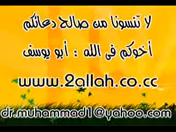 لا تنسونا من صالح دعائكم
أخوكم فى الله : أبو يوسف
www.2allah.co.cc
dr.muhammad1@yahoo.com